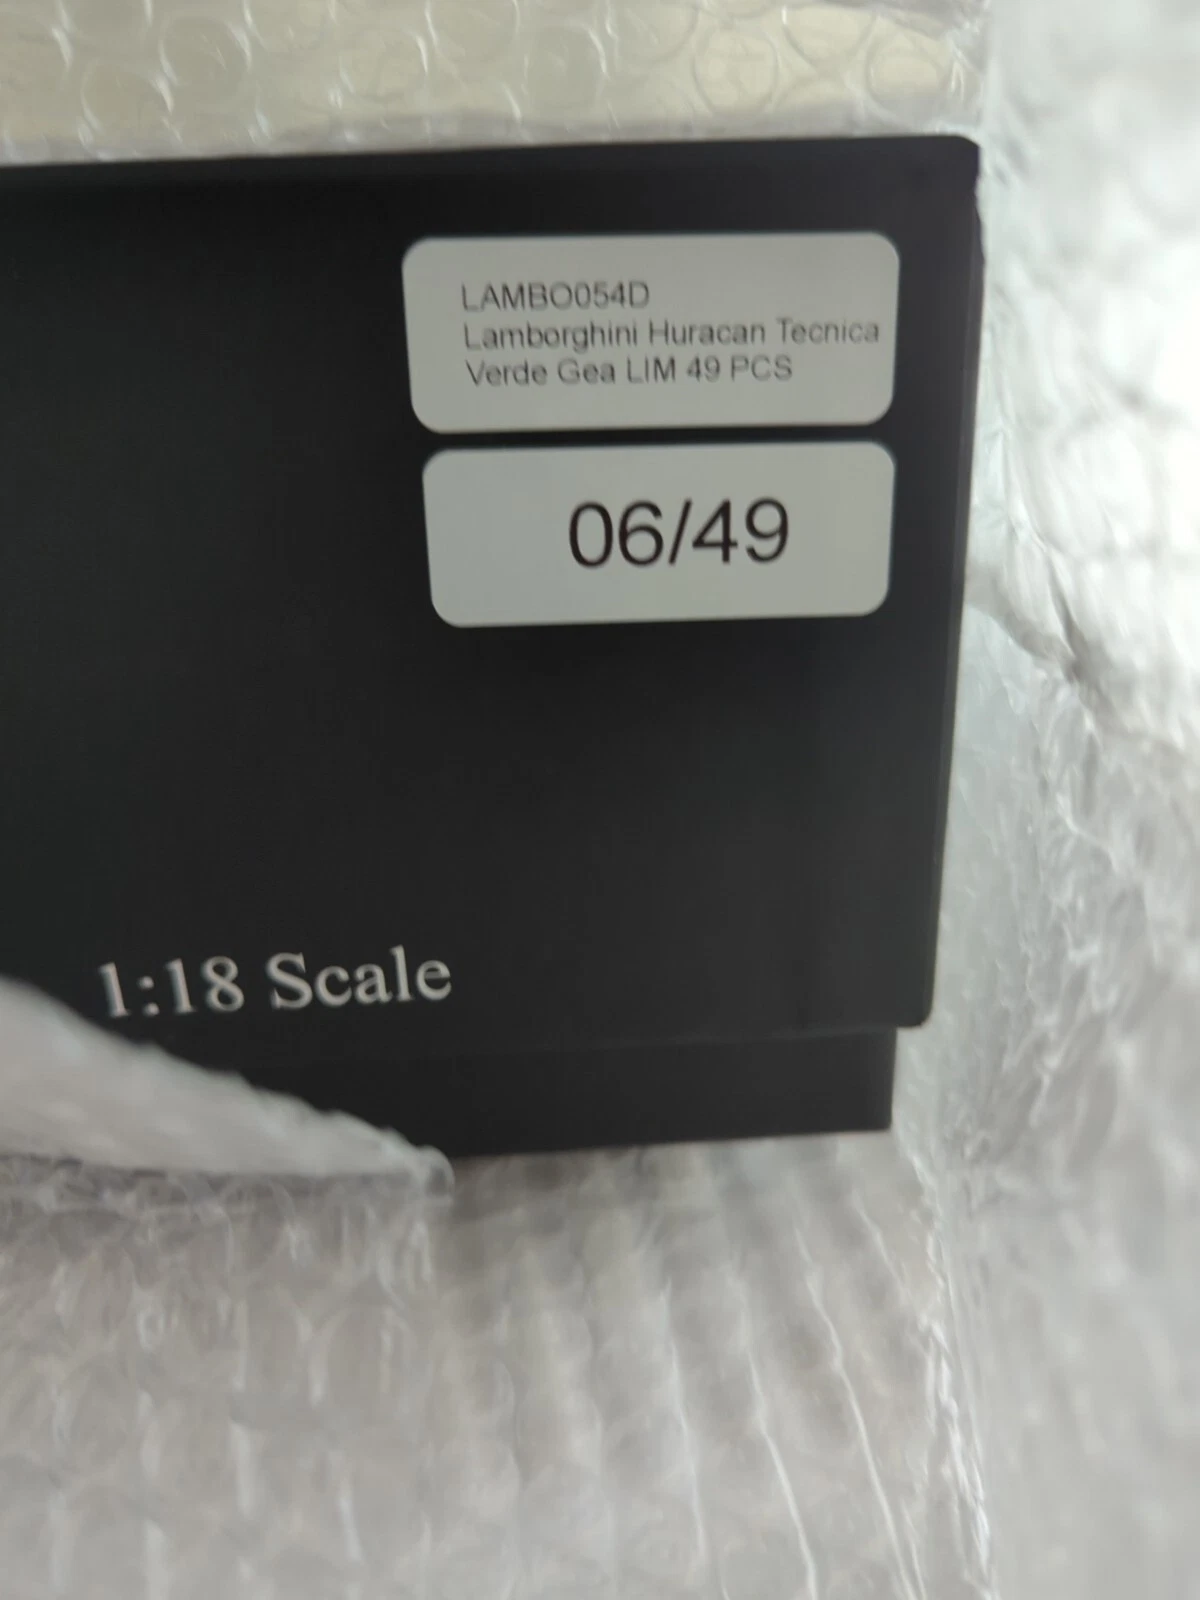 LAMBO054D
Lamborghini Huracan Tecnica
Verde Gea LIM 49 PCS
06/49
1:18 Scale